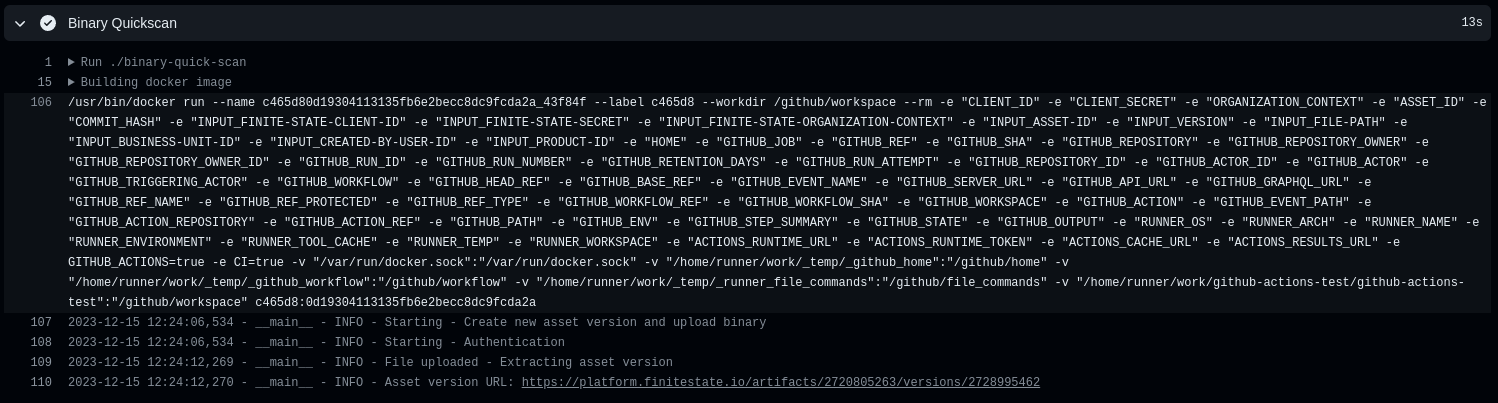 Binary Quickscan 13s
1 Run ./binary-quick-scan
15 Building docker image
106 /usr/bin/docker run --name c465d80d19304113135fb6e2becc8dc9fcda2a_43f84f --label c465d8 --workdir /github/workspace --rm -e "CLIENT_ID" -e "CLIENT_SECRET" -e "ORGANIZATION_CONTEXT" -e "ASSET_ID" -e
"COMMIT_HASH" -e "INPUT_FINITE-STATE-CLIENT-ID" -e "INPUT_FINITE-STATE-SECRET" -e "INPUT_FINITE-STATE-ORGANIZATION-CONTEXT" -e "INPUT_ASSET-ID" -e "INPUT_VERSION" -e "INPUT_FILE-PATH" -e
"INPUT_BUSINESS-UNIT-ID" -e "INPUT_CREATED-BY-USER-ID" -e "INPUT_PRODUCT-ID" -e "HOME" -e "GITHUB_JOB" -e "GITHUB_REF" -e "GITHUB_SHA" -e "GITHUB_REPOSITORY" -e "GITHUB_REPOSITORY_OWNER" -e
"GITHUB_REPOSITORY_OWNER_ID" -e "GITHUB_RUN_ID" -e "GITHUB_RUN_NUMBER" -e "GITHUB_RETENTION_DAYS" -e "GITHUB_RUN_ATTEMPT" -e "GITHUB_REPOSITORY_ID" -e "GITHUB_ACTOR_ID" -e "GITHUB_ACTOR" -e
"GITHUB_TRIGGERING_ACTOR" -e "GITHUB_WORKFLOW" -e "GITHUB_HEAD_REF" -e "GITHUB_BASE_REF" -e "GITHUB_EVENT_NAME" -e "GITHUB_SERVER_URL" -e "GITHUB_API_URL" -e "GITHUB_GRAPHQL_URL" -e
"GITHUB_REF_NAME" -e "GITHUB_REF_PROTECTED" -e "GITHUB_REF_TYPE" -e "GITHUB_WORKFLOW_REF" -e "GITHUB_WORKFLOW_SHA" -e "GITHUB_WORKSPACE" -e "GITHUB_ACTION" -e "GITHUB_EVENT_PATH" -e
"GITHUB_ACTION_REPOSITORY" -e "GITHUB_ACTION_REF" -e "GITHUB_PATH" -e "GITHUB_ENV" -e "GITHUB_STEP_SUMMARY" -e "GITHUB_STATE" -e "GITHUB_OUTPUT" -e "RUNNER_OS" -e "RUNNER_ARCH" -e "RUNNER_NAME" -e
"RUNNER_ENVIRONMENT" -e "RUNNER_TOOL_CACHE" -e "RUNNER_TEMP" -e "RUNNER_WORKSPACE" -e "ACTIONS_RUNTIME_URL" -e "ACTIONS_RUNTIME_TOKEN" -e "ACTIONS_CACHE_URL" -e "ACTIONS_RESULTS_URL" -e
GITHUB_ACTIONS=true -e CI=true -v "/var/run/docker.sock":"/var/run/docker.sock" -v "/home/runner/work/_temp/_github_home":"/github/home" -v
"/home/runner/work/_temp/_github_workflow":"/github/workflow" -v "/home/runner/work/_temp/_runner_file_commands":"/github/file_commands" -v "/home/runner/work/github-actions-test/github-actions-
test":"/github/workspace" c465d8:0d19304113135fb6e2becc8dc9fcda2a
107 2023-12-15 12:24:06,534 - __main__ - INFO - Starting - Create new asset version and upload binary
108 2023-12-15 12:24:06,534 - __main__ - INFO - Starting - Authentication
109 2023-12-15 12:24:12,269 - __main__ - INFO - File uploaded - Extracting asset version
110 2023-12-15 12:24:12,270 - __main__ - INFO - Asset version URL: https://platform.finitestate.io/artifacts/2720805263/versions/2728995462